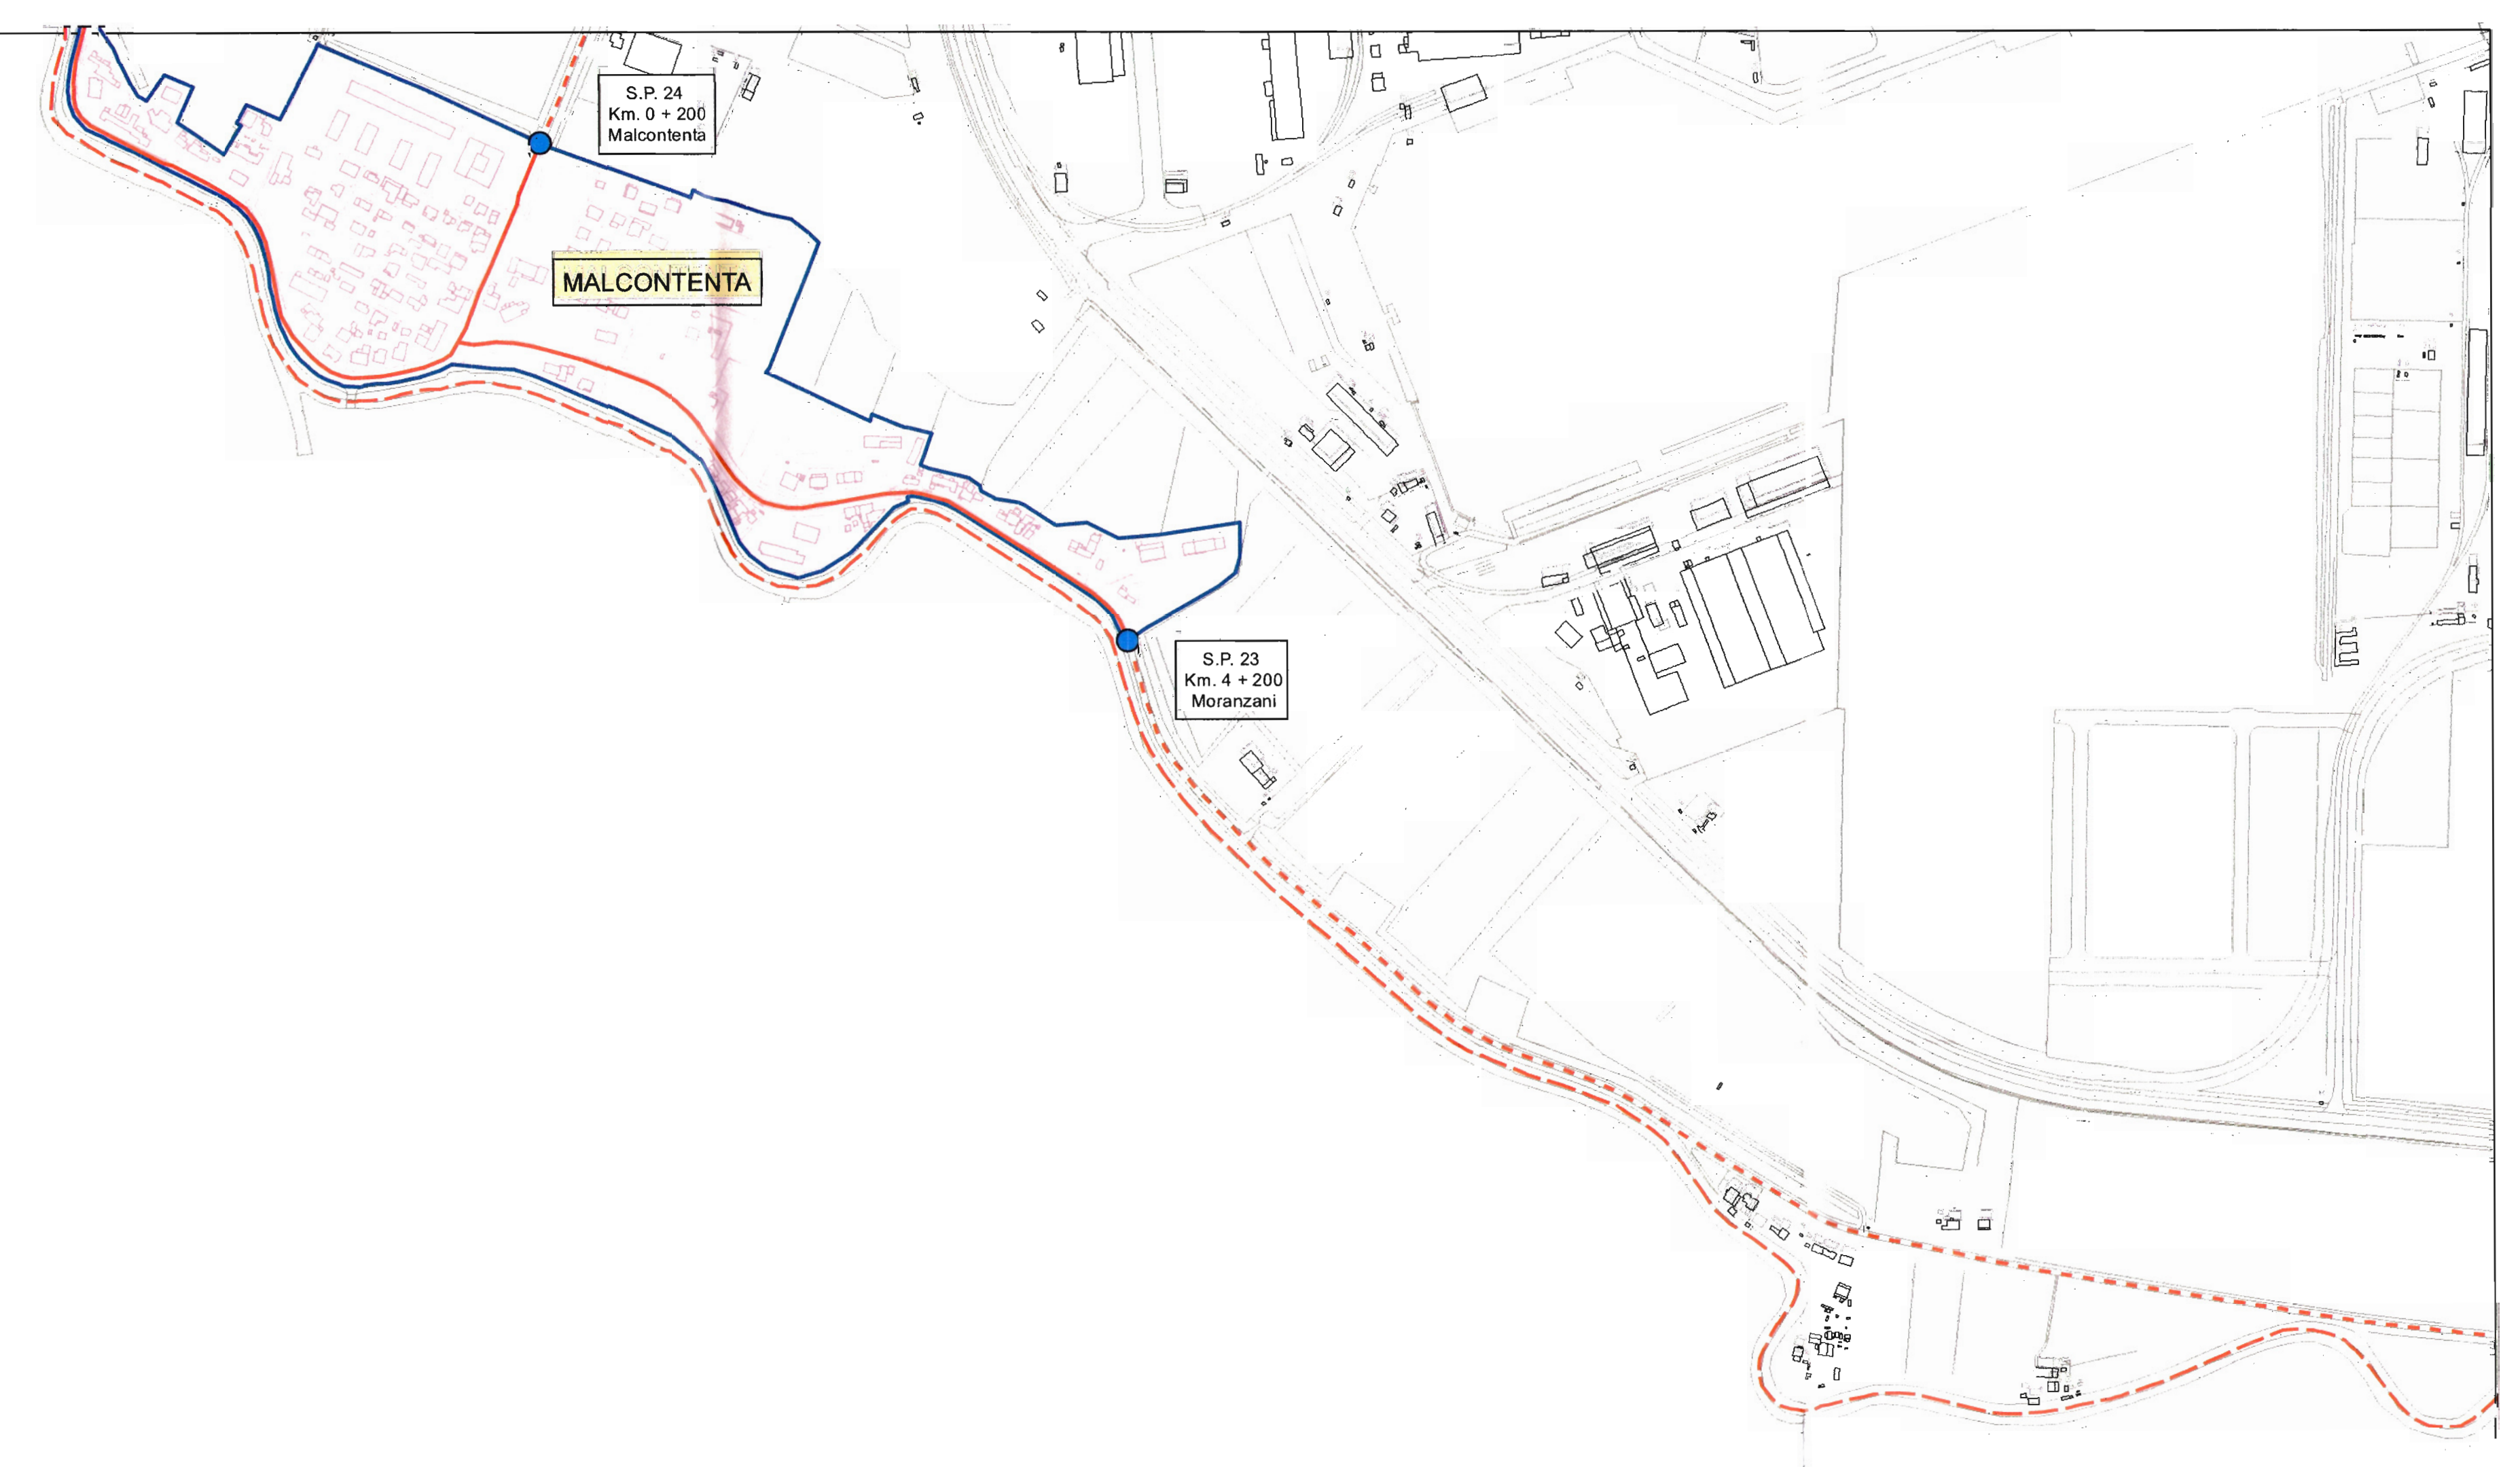 S.P. 24
Km. 0 + 200
Malcontenta
MALCONTENTA
S.P. 23
Km. 4 + 200
Moranzani